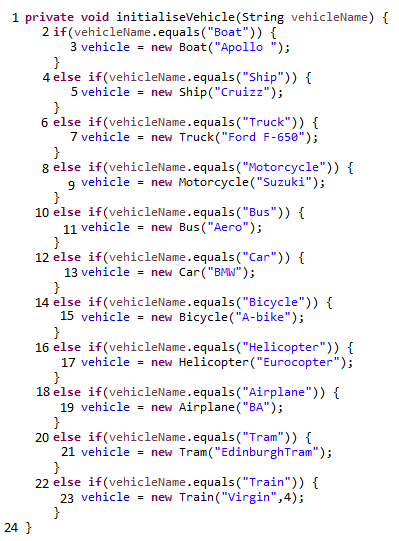 1 private void initialiseVehicle(String vehicleName) {
2 if(vehicleName.equals("Boat")) {
3 vehicle = new Boat("Apollo ");
}
4 else if(vehicleName.equals("Ship")) {
5 vehicle = new Ship("Cruizz");
}
6 else if(vehicleName.equals("Truck")) {
7 vehicle = new Truck("Ford F-650");
}
8 else if(vehicleName.equals("Motorcycle")) {
9 vehicle = new Motorcycle("Suzuki");
}
10 else if(vehicleName.equals("Bus")) {
11 vehicle = new Bus("Aero");
}
12 else if(vehicleName.equals("Car")) {
13 vehicle = new Car("BMW");
}
14 else if(vehicleName.equals("Bicycle")) {
15 vehicle = new Bicycle("A-bike");
}
16 else if(vehicleName.equals("Helicopter")) {
17 vehicle = new Helicopter("Eurocopter");
}
18 else if(vehicleName.equals("Airplane")) {
19 vehicle = new Airplane("BA");
}
20 else if(vehicleName.equals("Tram")) {
21 vehicle = new Tram("EdinburghTram");
}
22 else if(vehicleName.equals("Train")) {
23 vehicle = new Train("Virgin",4);
}
24 }